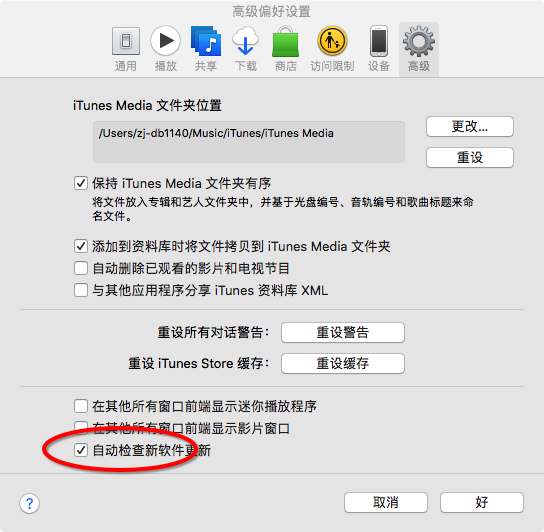 高级偏好设置
通用 播放 共享 下载 商店 访问限制 设备 高级
iTunes Media 文件夹位置
/Users/zj-db1140/Music/iTunes/iTunes Media
更改...
重设
保持 iTunes Media 文件夹有序
将文件放入专辑和艺人文件夹中，并基于光盘编号、音轨编号和歌曲标题来命
名文件。
添加到资料库时将文件拷贝到 iTunes Media 文件夹
自动删除已观看的影片和电视节目
与其他应用程序分享 iTunes 资料库 XML
重设所有对话警告： 重设警告
重设 iTunes Store 缓存： 重设缓存
在其他所有窗口前端显示迷你播放程序
在其他所有窗口前端显示影片窗口
自动检查新软件更新
? 取消 好